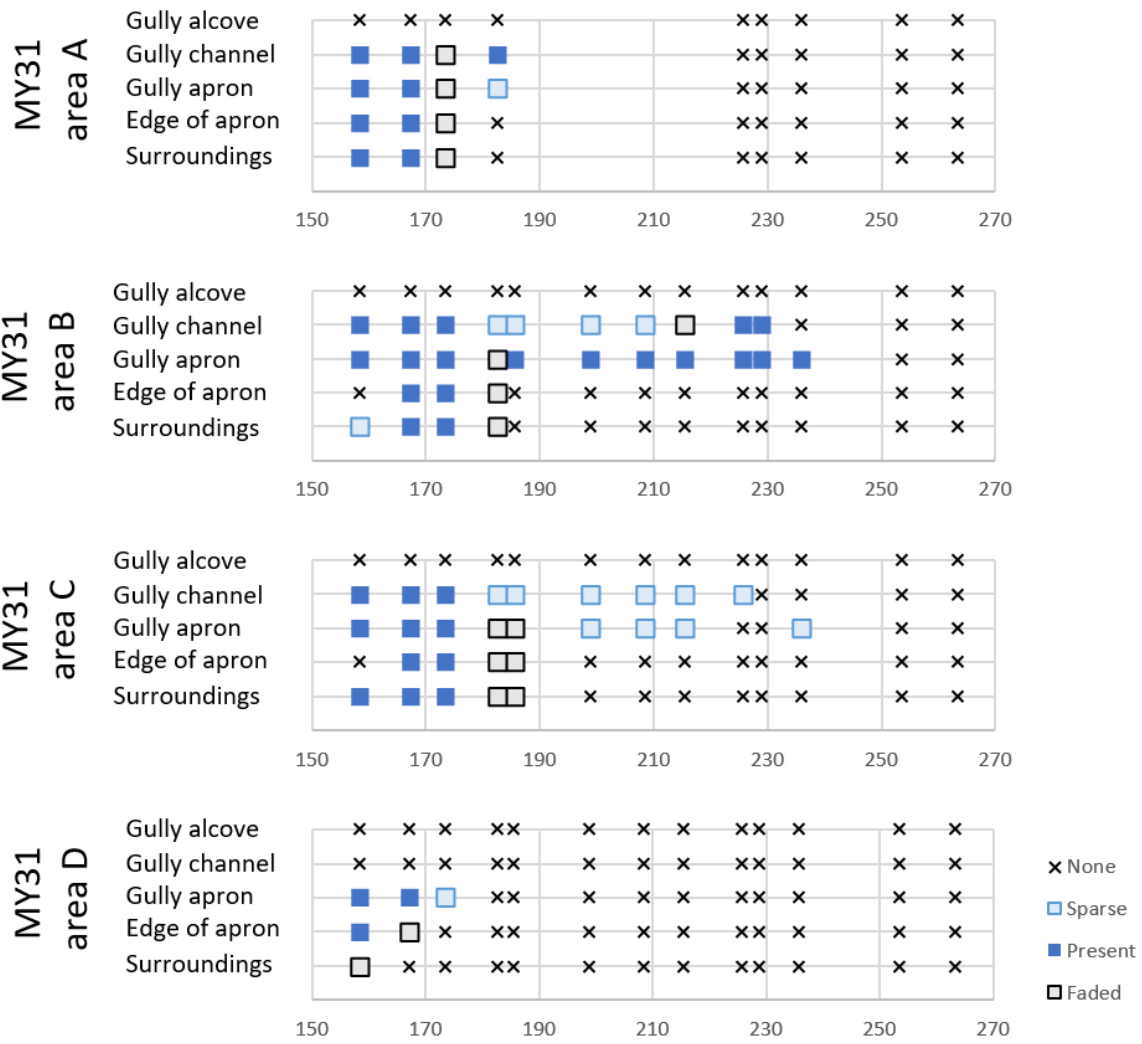 MY31
area A
Gully alcove
Gully channel
Gully apron
Edge of apron
Surroundings
150 170 190 210 230 250 270
MY31
area B
Gully alcove
Gully channel
Gully apron
Edge of apron
Surroundings
150 170 190 210 230 250 270
MY31
area C
Gully alcove
Gully channel
Gully apron
Edge of apron
Surroundings
150 170 190 210 230 250 270
MY31
area D
Gully alcove
Gully channel
Gully apron
Edge of apron
Surroundings
150 170 190 210 230 250 270
None
Sparse
Present
Faded